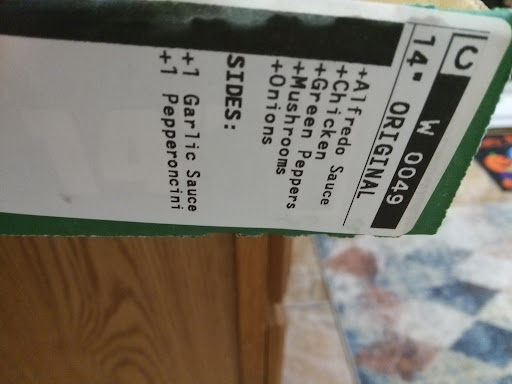 C W 0049
14" ORIGINAL
+Alfredo Sauce
+Chicken
+Green Peppers
+Mushrooms
+Onions
SIDES:
+1 Garlic Sauce
+1 Pepperoncini